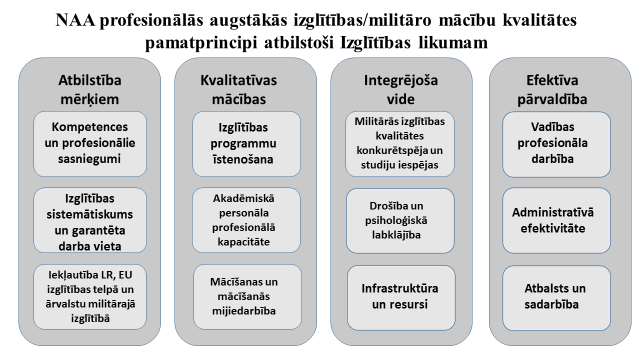 NAA profesionālās augstākās izglītības/militāro mācību kvalitātes
pamatprincipi atbilstoši Izglītības likumam
Atbilstība
mērķiem
Kompetences
un profesionālie
sasniegumi
Izglītības
sistemātiskums
un garantēta
darba vieta
Iekļautība LR, EU
izglītības telpā un
ārvalstu militārajā
izglītībā
Kvalitatīvas
mācības
Izglītības
programmu
īstenošana
Akadēmiskā
personāla
profesionālā
kapacitāte
Mācīšanas un
mācīšanās
mijiedarbība
Integrējoša
vide
Militārās izglītības
kvalitātes
konkurētspēja un
studiju iespējas
Drošība un
psiholoģiskā
labklājība
Infrastruktūra
un resursi
Efektīva
pārvaldība
Vadības
profesionāla
darbība
Administratīvā
efektivitāte
Atbalsts un
sadarbība